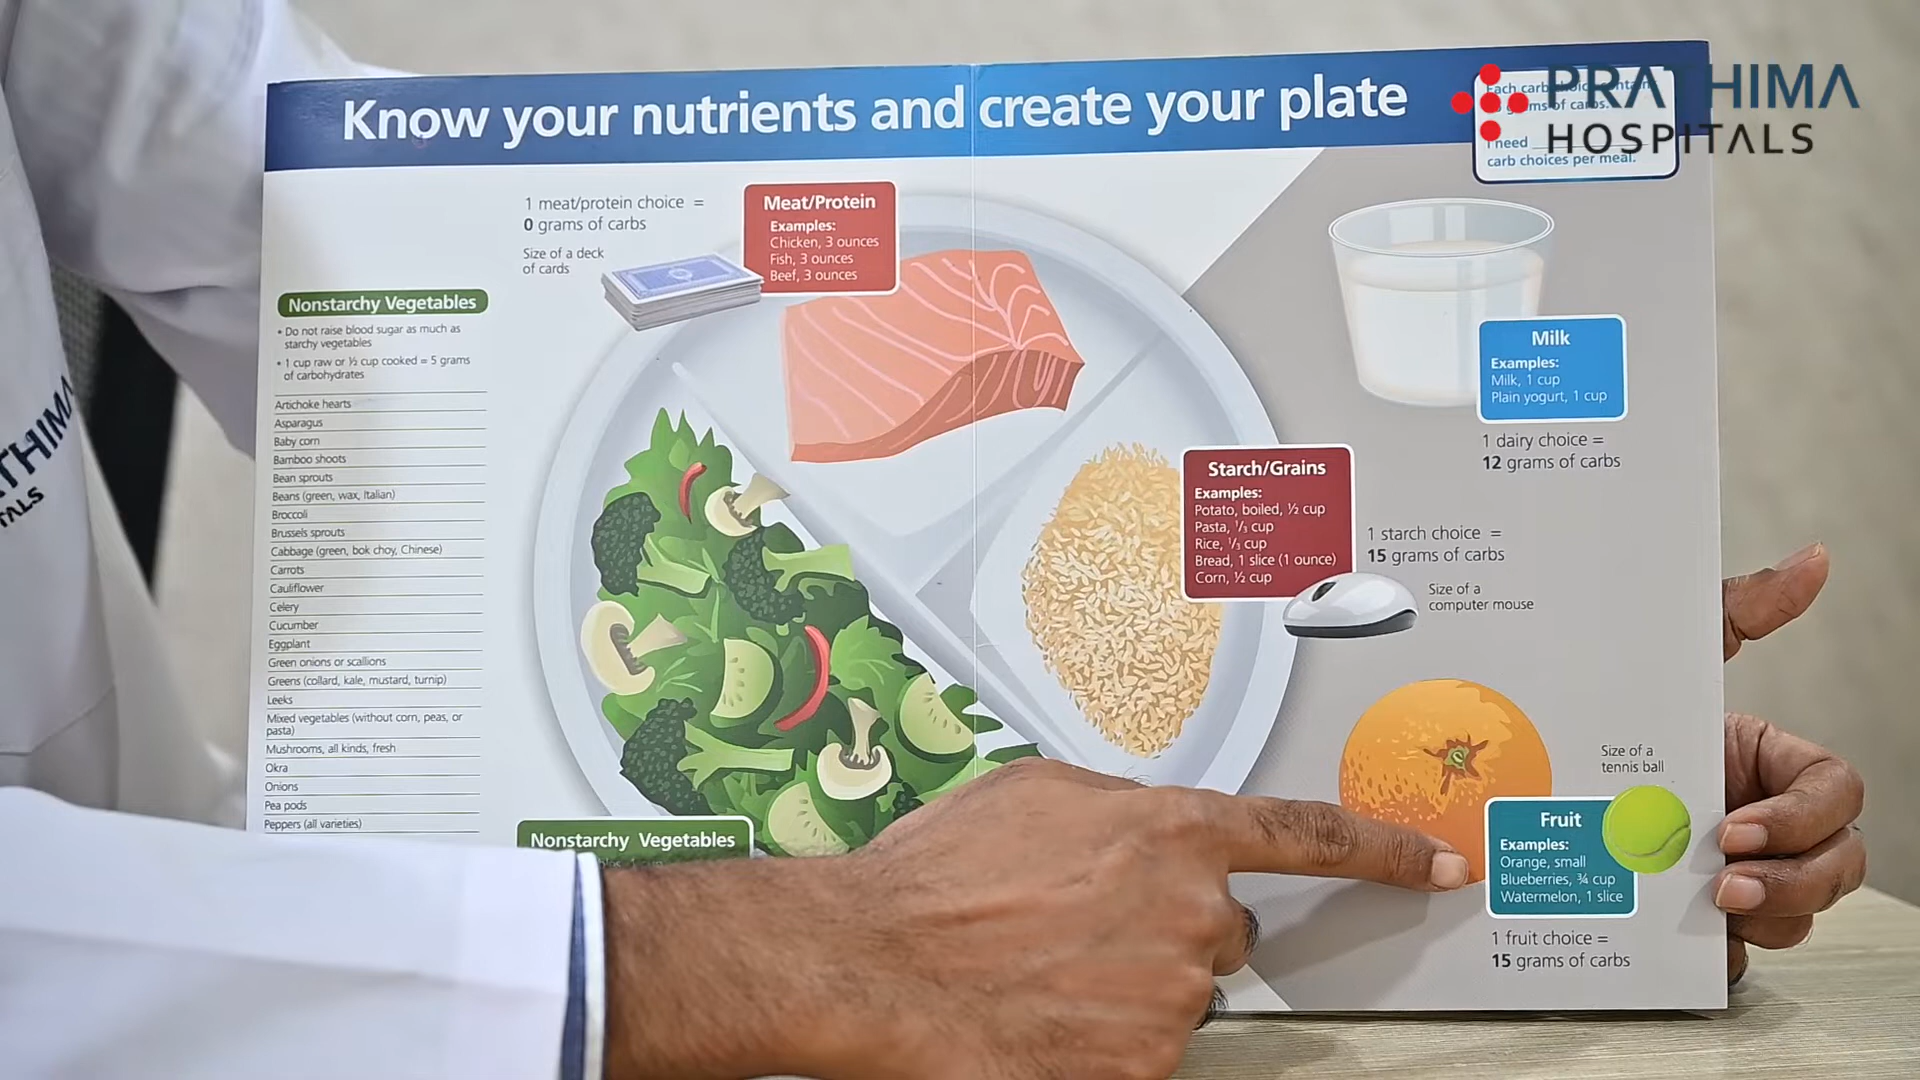 Know your nutrients and create your plate
PRATHIMA
HOSPITALS
Each carb
of carbs.
I need
carb choices per meal.
1 meat/protein choice =
0 grams of carbs
Size of a deck
of cards
Meat/Protein
Examples:
Chicken, 3 ounces
Fish, 3 ounces
Beef, 3 ounces
Nonstarchy Vegetables
• Do not raise blood sugar as much as
starchy vegetables
• 1 cup raw or ½ cup cooked = 5 grams
of carbohydrates
Artichoke hearts
Asparagus
Baby corn
Bamboo shoots
Bean sprouts
Beans (green, wax, Italian)
Broccoli
Brussels sprouts
Cabbage (green, bok choy, Chinese)
Carrots
Cauliflower
Celery
Cucumber
Eggplant
Green onions or scallions
Greens (collard, kale, mustard, turnip)
Leeks
Mixed vegetables (without corn, peas, or
pasta)
Mushrooms, all kinds, fresh
Okra
Onions
Pea pods
Peppers (all varieties)
Nonstarchy Vegetables
Milk
Examples:
Milk, 1 cup
Plain yogurt, 1 cup
1 dairy choice =
12 grams of carbs
Starch/Grains
Examples:
Potato, boiled, ½ cup
Pasta, ⅓ cup
Rice, ⅓ cup
Bread, 1 slice (1 ounce)
Corn, ½ cup
1 starch choice =
15 grams of carbs
Size of a
computer mouse
Size of a
tennis ball
Fruit
Examples:
Orange, small
Blueberries, ¾ cup
Watermelon, 1 slice
1 fruit choice =
15 grams of carbs